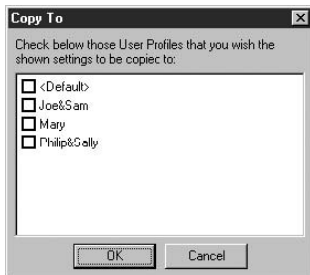 Copy To
Check below those User Profiles that you wish the
shown settings to be copied to:
<Default>
Joe&Sam
Mary
Philip&Sally
OK
Cancel